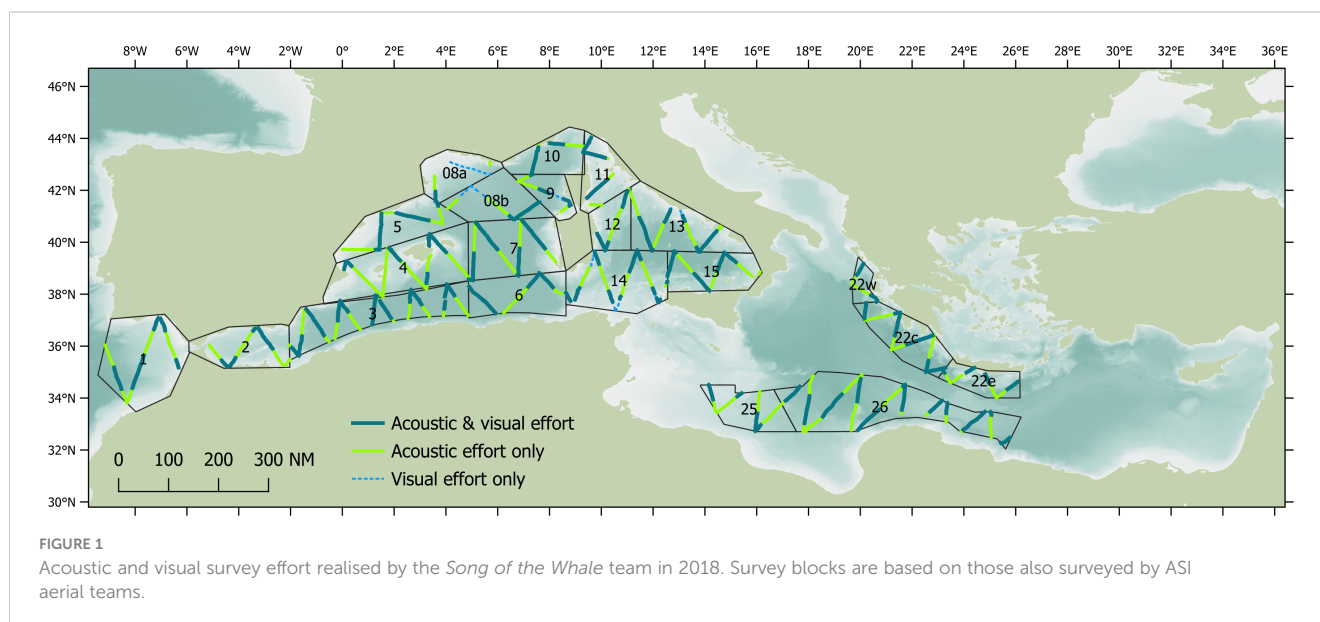 8°W 6°W 4°W 2°W 0° 2°E 4°E 6°E 8°E 10°E 12°E 14°E 16°E 18°E 20°E 22°E 24°E 26°E 28°E 30°E 32°E 34°E 36°E
46°N
44°N
10
08a
11
42°N
9
08b
5
12
13
40°N
7
4
15
14
38°N
22w
6
3
36°N
22c
2
1
22e
34°N
25
26
32°N
30°N
Acoustic & visual effort
Acoustic effort only
Visual effort only
0 100 200 300 NM
FIGURE 1
Acoustic and visual survey effort realised by the Song of the Whale team in 2018. Survey blocks are based on those also surveyed by ASI
aerial teams.